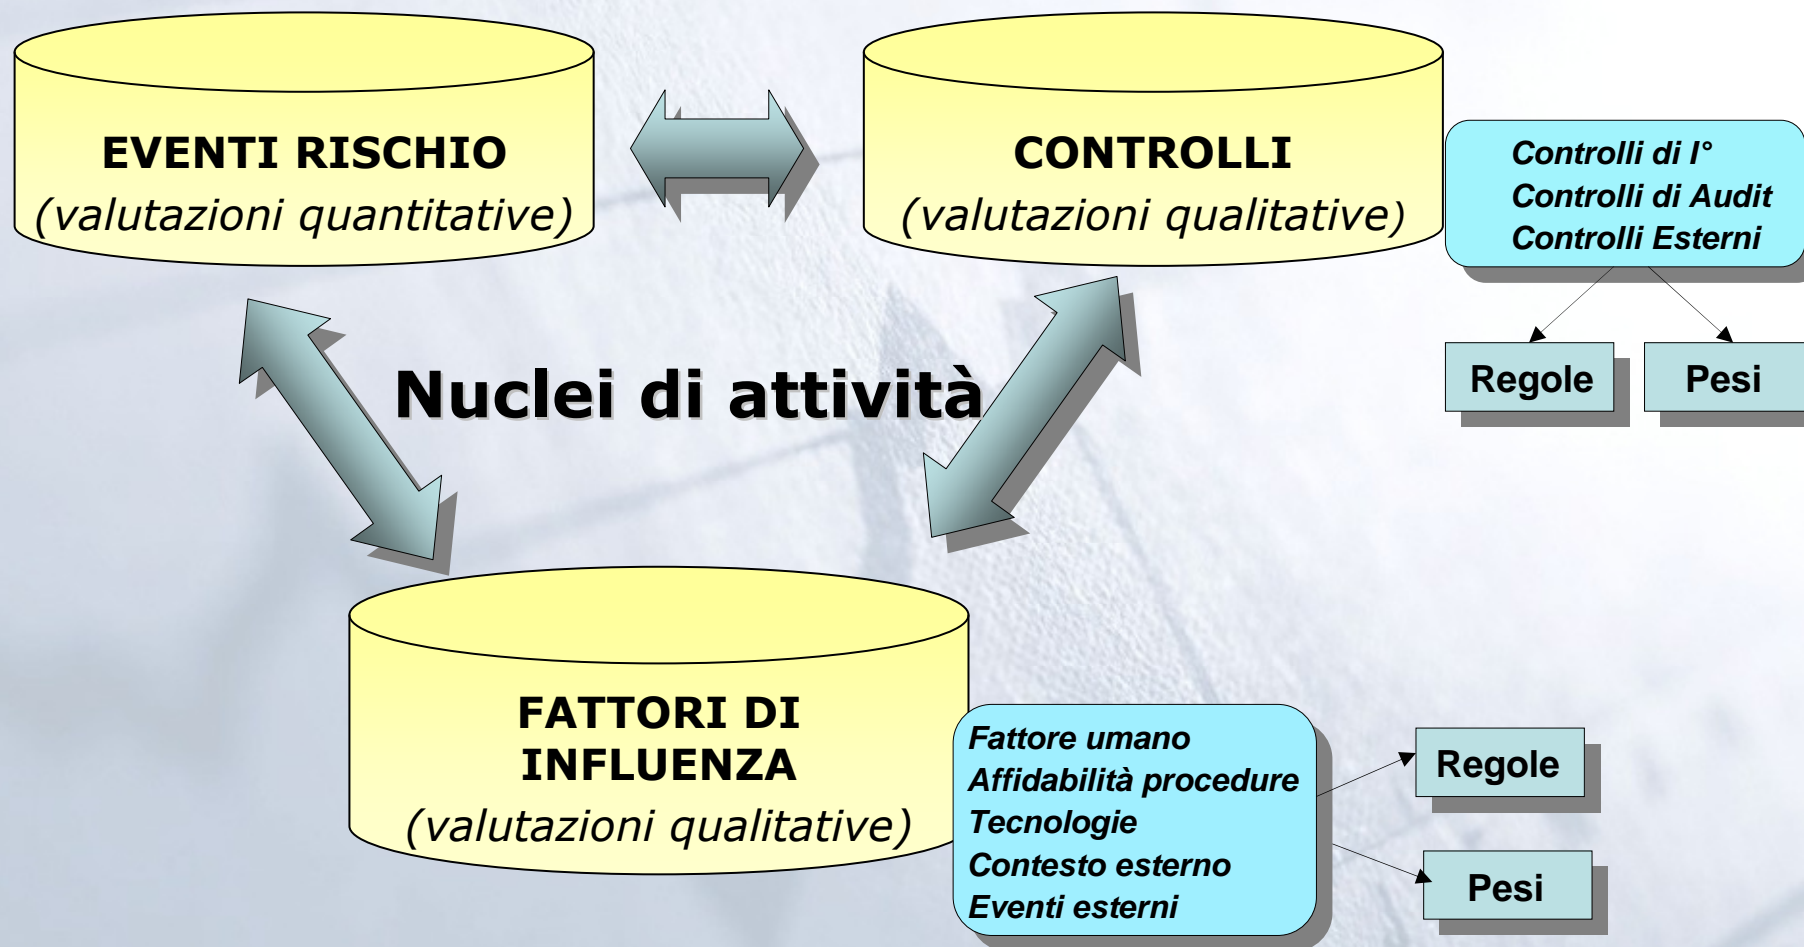 EVENTI RISCHIO
(valutazioni quantitative)
CONTROLLI
(valutazioni qualitative)
Controlli di I°
Controlli di Audit
Controlli Esterni
Regole
Pesi
Nuclei di attività
FATTORI DI
INFLUENZA
(valutazioni qualitative)
Fattore umano
Affidabilità procedure
Tecnologie
Contesto esterno
Eventi esterni
Regole
Pesi